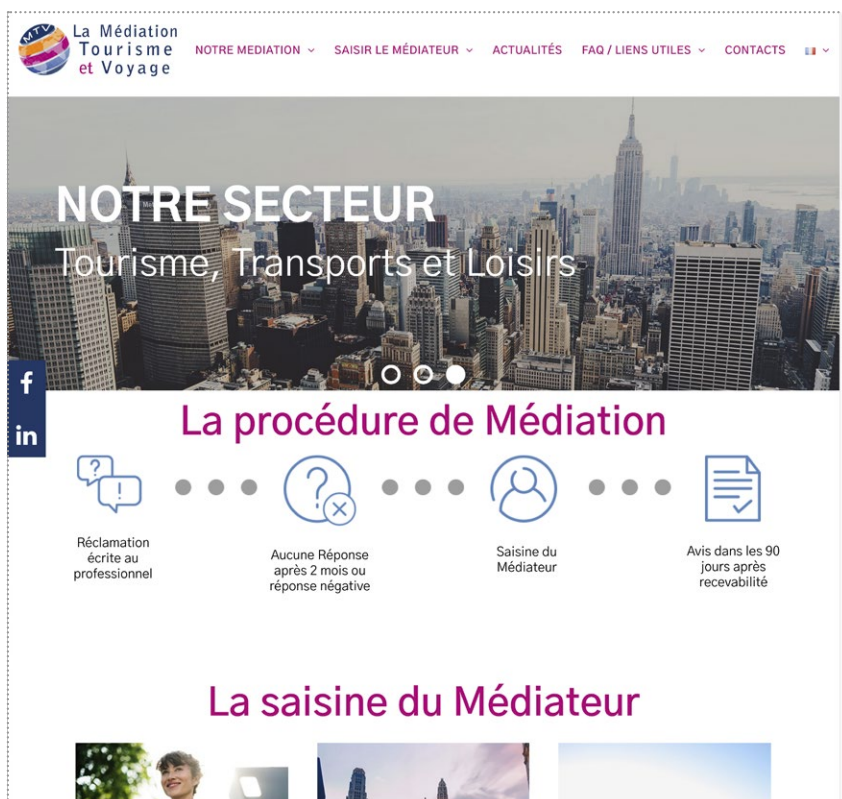 MTV
La Médiation
Tourisme
et Voyage
NOTRE MEDIATION
SAISIR LE MÉDIATEUR
ACTUALITÉS
FAQ / LIENS UTILES
CONTACTS
NOTRE SECTEUR
Tourisme, Transports et Loisirs
f
in
La procédure de Médiation
Réclamation
écrite au
professionnel
Aucune Réponse
après 2 mois ou
réponse négative
Saisine du
Médiateur
Avis dans les 90
jours après
recevabilité
La saisine du Médiateur